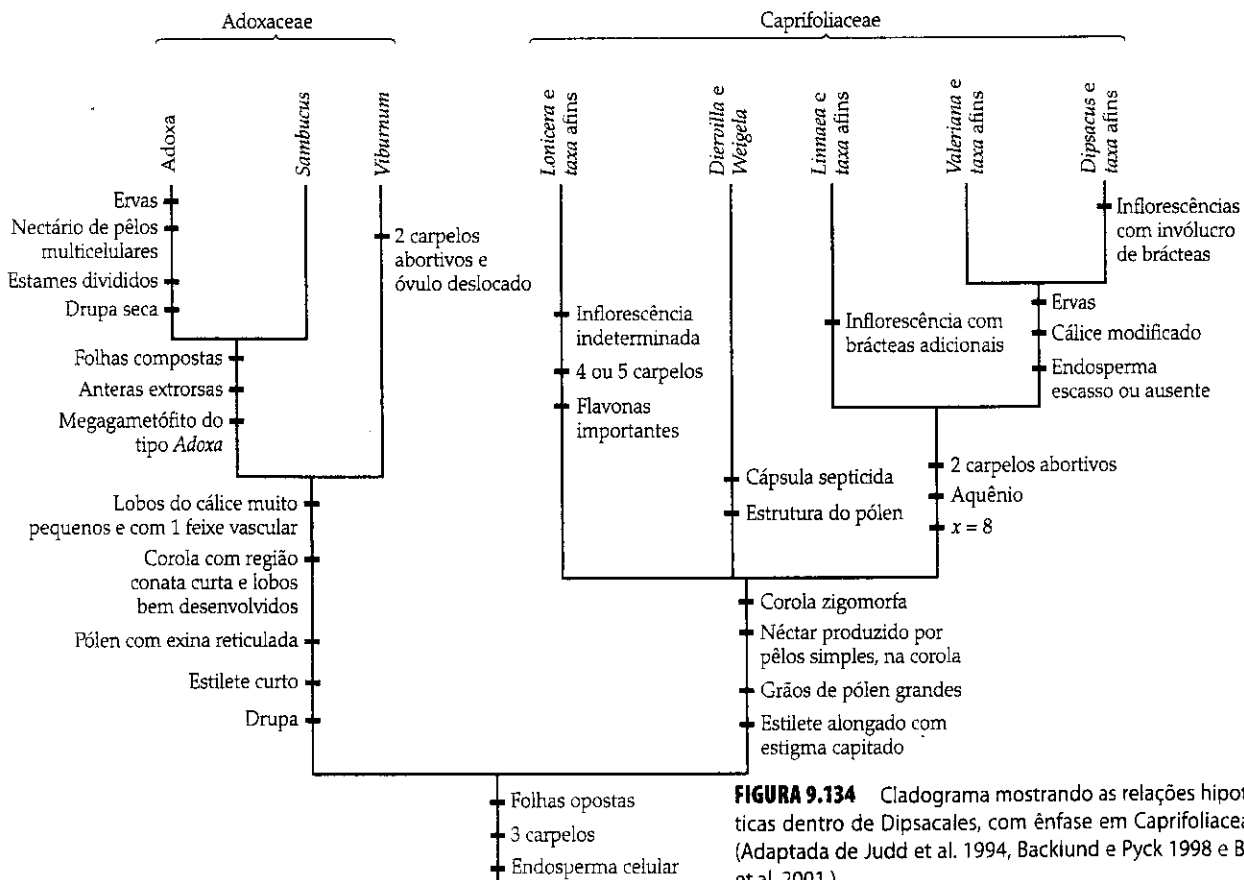 Adoxaceae
Caprifoliaceae
Adoxa
Sambucus
Viburnum
Lonicera e
taxa afins
Diervilla e
Weigela
Linnaea e
taxa afins
Valeriana e
taxa afins
Dipsacus e
taxa afins
Ervas
Nectário de pêlos
multicelulares
Estames divididos
Drupa seca
2 carpelos
abortivos e
óvulo deslocado
Folhas compostas
Anteras extrorsas
Megagametófito do
tipo Adoxa
Lobos do cálice muito
pequenos e com 1 feixe vascular
Corola com região
conata curta e lobos
bem desenvolvidos
Pólen com exina reticulada
Estilete curto
Drupa
Inflorescência
indeterminada
4 ou 5 carpelos
Flavonas
importantes
Cápsula septicida
Estrutura do pólen
Inflorescência com
brácteas adicionais
Inflorescências
com invólucro
de brácteas
Ervas
Cálice modificado
Endosperma
escasso ou ausente
2 carpelos abortivos
Aquênio
x = 8
Corola zigomorfa
Néctar produzido por
pêlos simples, na corola
Grãos de pólen grandes
Estilete alongado com
estigma capitado
Folhas opostas
3 carpelos
Endosperma celular
FIGURA 9.134 Cladograma mostrando as relações hipot
ticas dentro de Dipsacales, com ênfase em Caprifoliacea
(Adaptada de Judd et al. 1994, Backlund e Pyck 1998 e B
et al. 2001.)